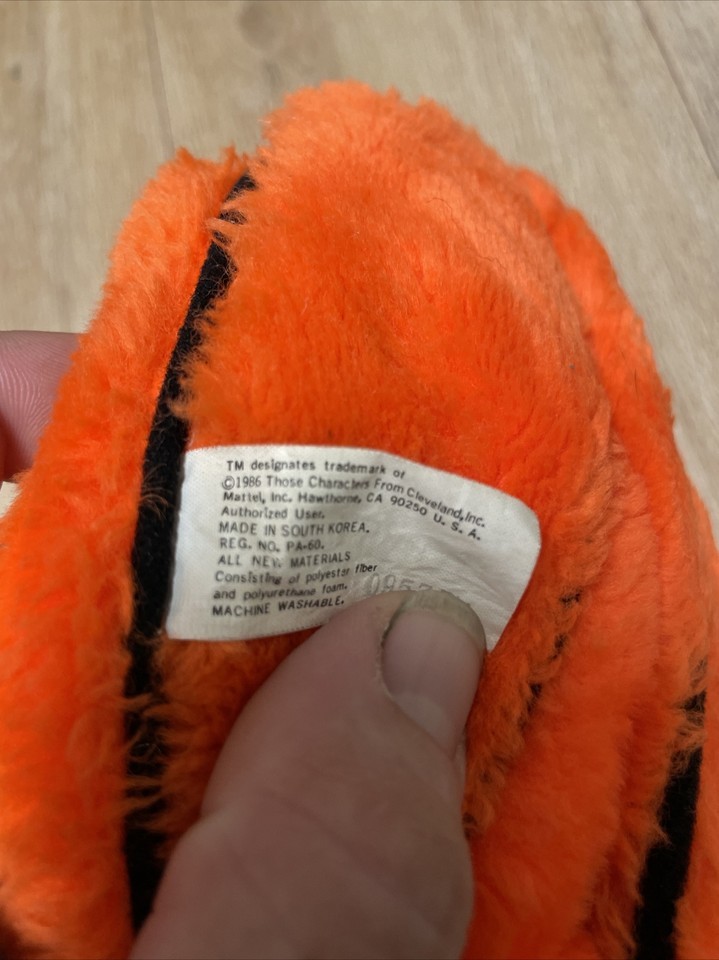 TM designates trademark of
©1986 Those Characters From Cleveland, Inc.
Mattel, Inc. Hawthorne, CA 90250 U. S. A.
Authorized User.
MADE IN SOUTH KOREA.
REG. NO. PA-60.
ALL NEW MATERIALS
Consisting of polyester fiber
and polyurethane foam.
MACHINE WASHABLE.